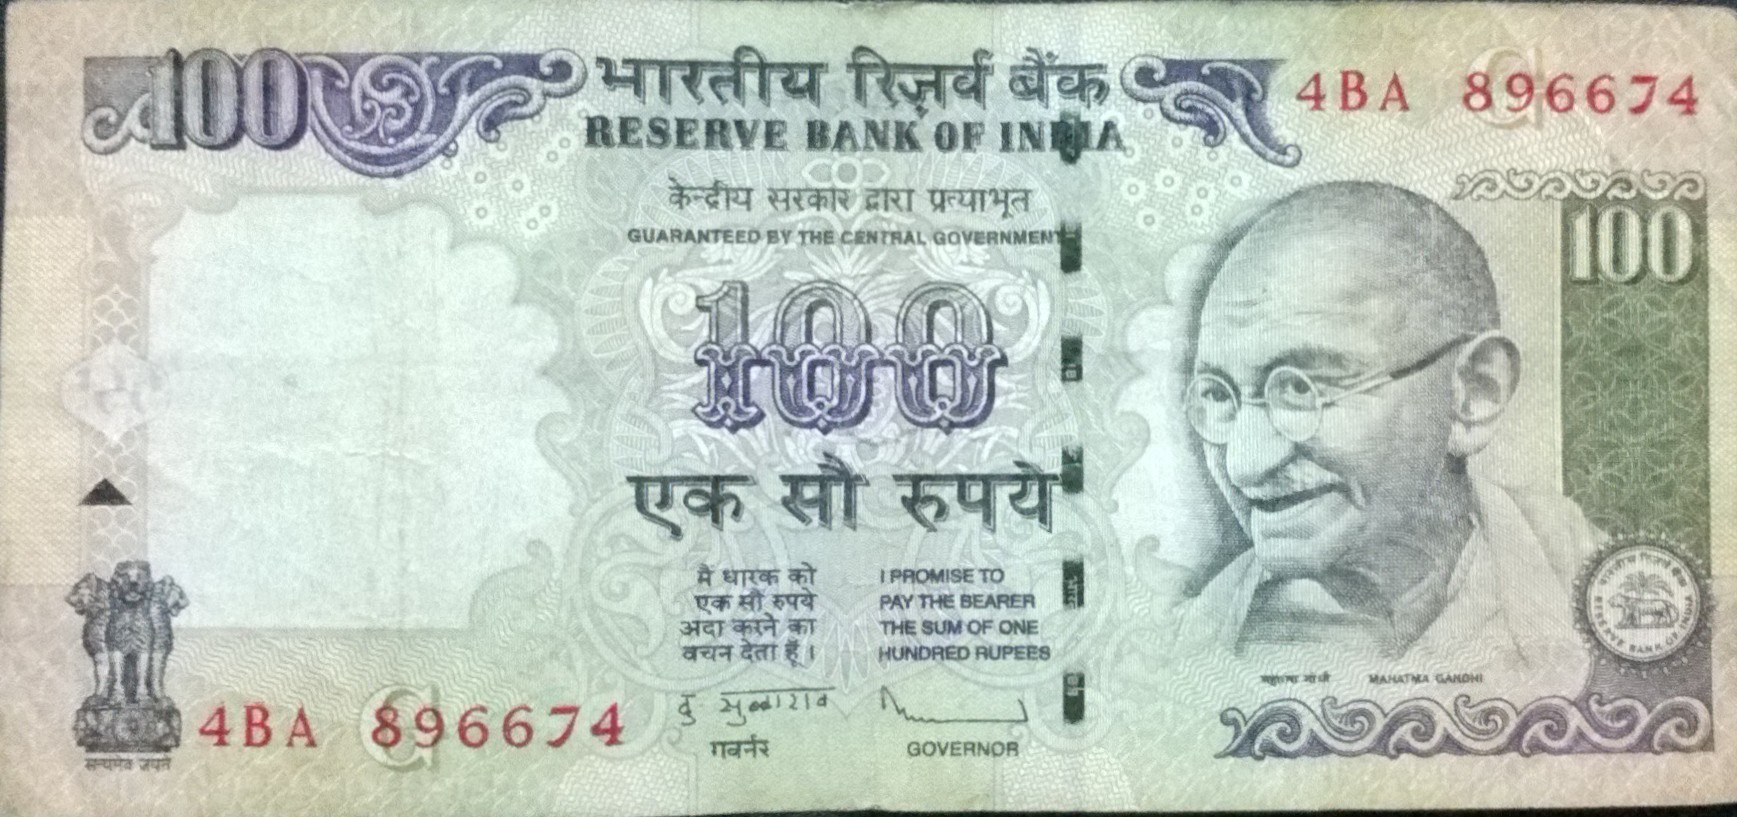 100 भारतीय रिज़र्व बैंक 4BA 896674
RESERVE BANK OF INDIA
केन्द्रीय सरकार द्वारा प्रत्याभूत
GUARANTEED BY THE CENTRAL GOVERNMENT
100
100
एक सौ रुपये
मैं धारक को
एक सौ रुपये
अदा करने का
वचन देता हूँ।
I PROMISE TO
PAY THE BEARER
THE SUM OF ONE
HUNDRED RUPEES
भारतीय रिज़र्व बैंक
RESERVE BANK OF INDIA
महात्मा गांधी MAHATMA GANDHI
4BA 896674
दु सुब्बाराव
गवर्नर GOVERNOR
सत्यमेव जयते